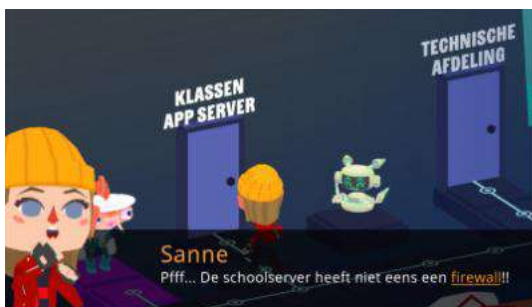 TECHNISCHE
AFDELING
KLASSEN
APP SERVER
Sanne
Pfff... De schoolserver heeft niet eens een firewall!!